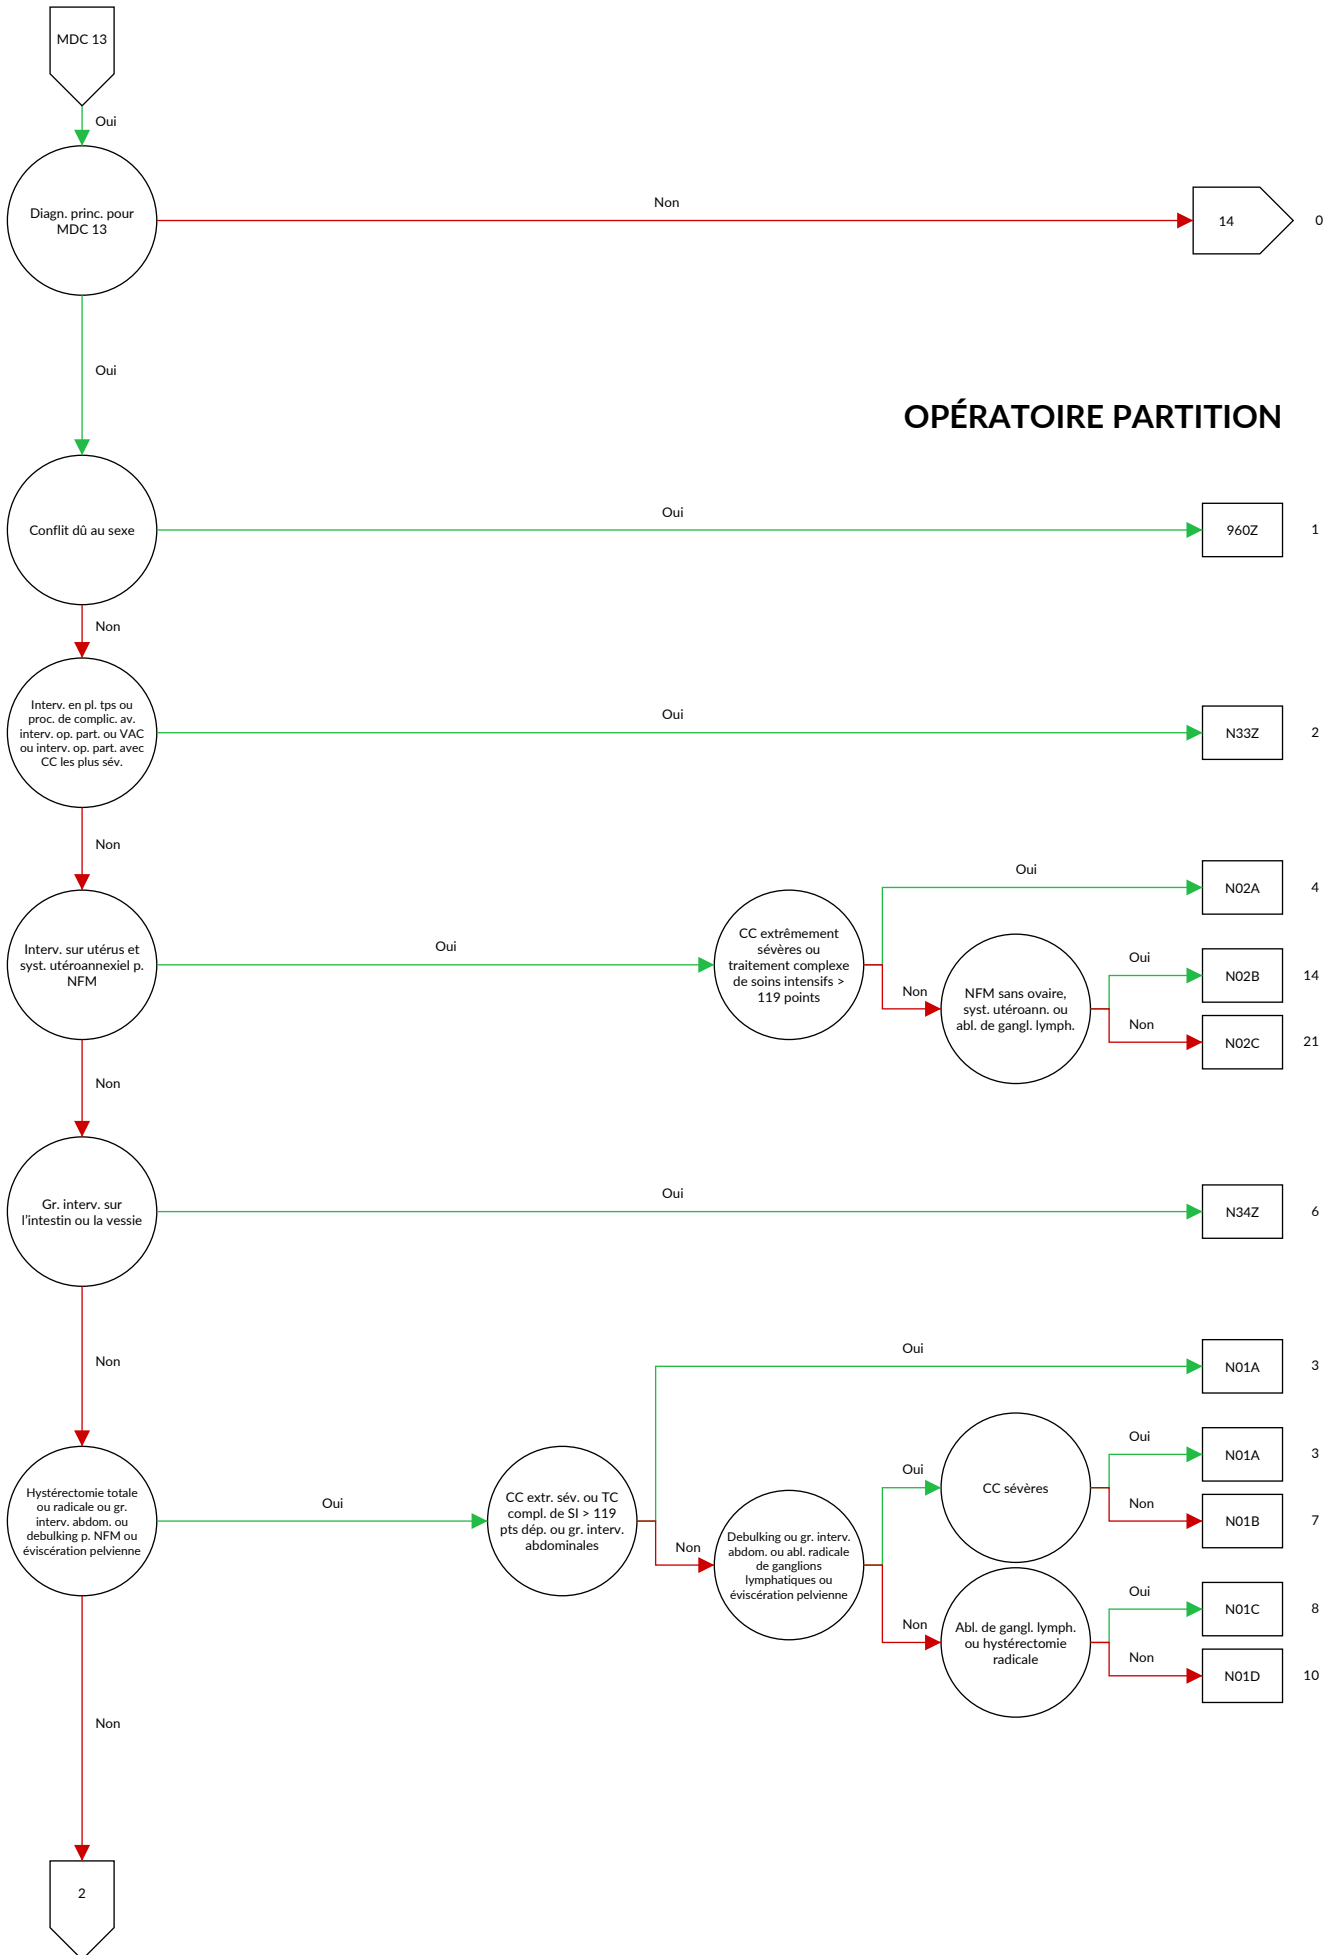 MDC 13
Oui
Diagn. princ. pour
MDC 13
Non
14
0
Oui
OPÉRATOIRE PARTITION
Conflit dû au sexe
Oui
960Z
1
Non
Interv. en pl. tps ou
proc. de complic. av.
interv. op. part. ou VAC
ou interv. op. part. avec
CC les plus sév.
Oui
N33Z
2
Non
Interv. sur utérus et
syst. utéroannexiel p.
NFM
Oui
CC extrêmement
sévères ou
traitement complexe
de soins intensifs >
119 points
Oui
N02A
4
Non
NFM sans ovaire,
syst. utéroann. ou
abl. de gangl. lymph.
Oui
N02B
14
Non
N02C
21
Non
Gr. interv. sur
l'intestin ou la vessie
Oui
N34Z
6
Non
Hystérectomie totale
ou radicale ou gr.
interv. abdom. ou
debulking p. NFM ou
éviscération pelvienne
Oui
CC extr. sév. ou TC
compl. de SI > 119
pts dép. ou gr. interv.
abdominales
Oui
N01A
3
Non
Debulking ou gr. interv.
abdom. ou abl. radicale
de ganglions
lymphatiques ou
éviscération pelvienne
Oui
CC sévères
Oui
N01A
3
Non
N01B
7
Non
Abl. de gangl. lymph.
ou hystérectomie
radicale
Oui
N01C
8
Non
N01D
10
Non
2